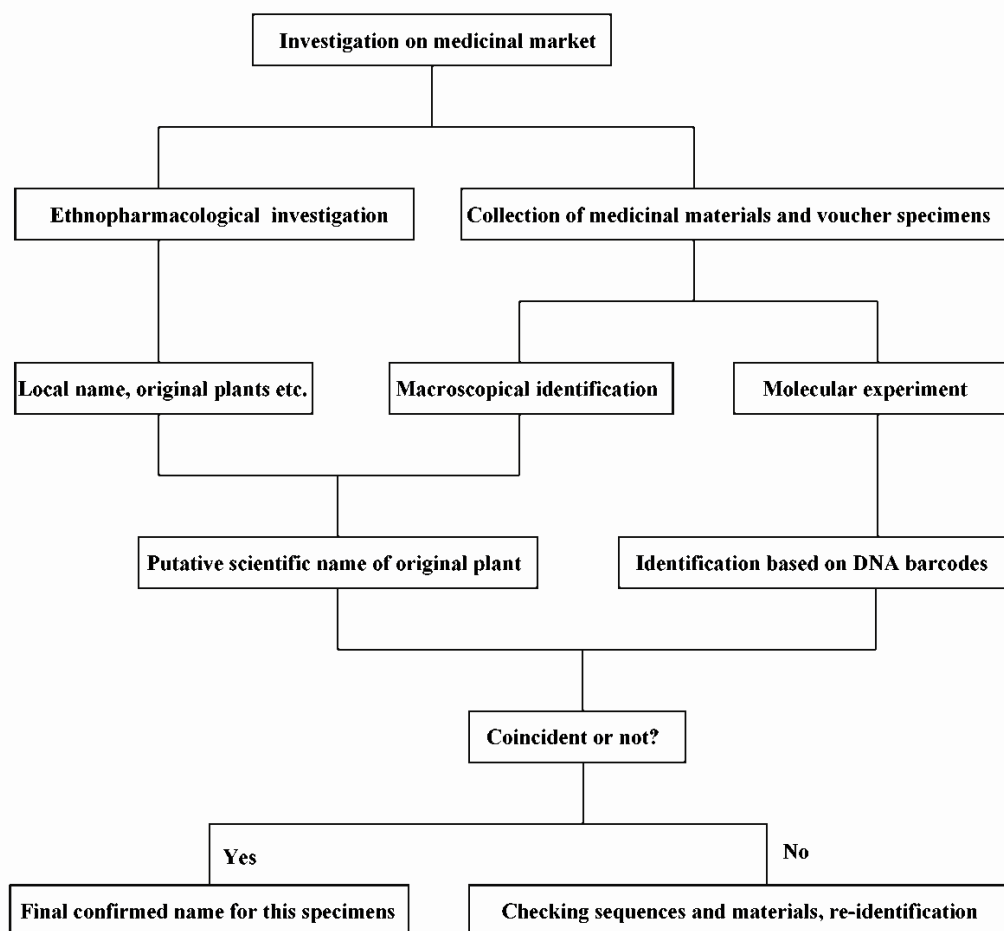 Investigation on medicinal market
Ethnopharmacological investigation
Collection of medicinal materials and voucher specimens
Local name, original plants etc.
Macroscopical identification
Molecular experiment
Putative scientific name of original plant
Identification based on DNA barcodes
Coincident or not?
Yes
No
Final confirmed name for this specimens
Checking sequences and materials, re-identification